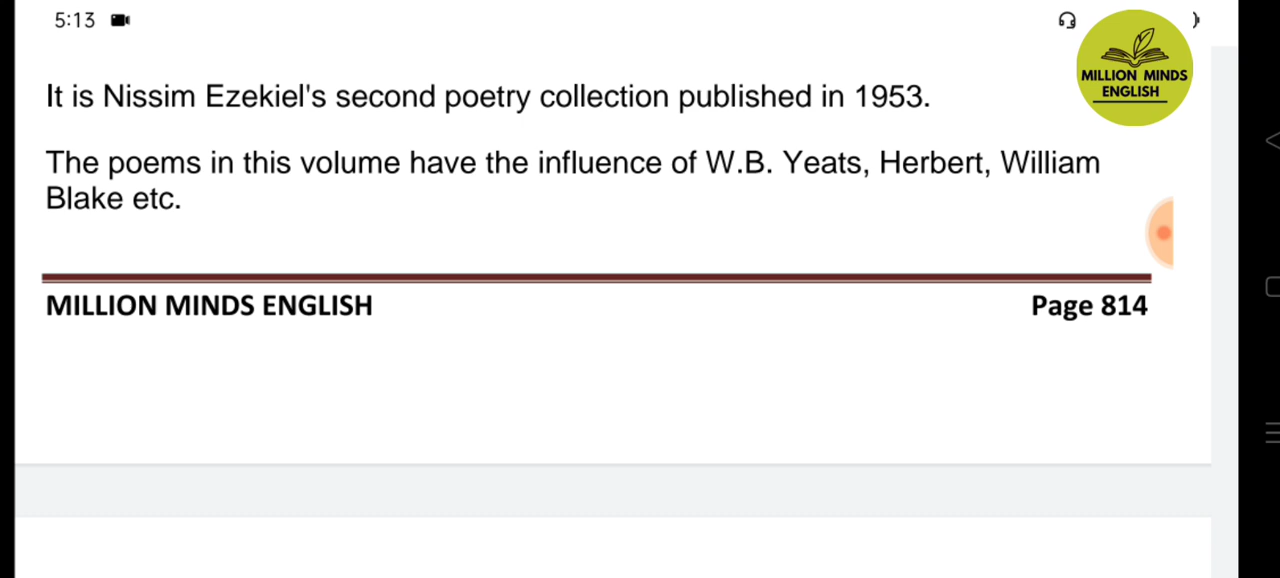 5:13
MILLION MINDS
ENGLISH
It is Nissim Ezekiel's second poetry collection published in 1953.
The poems in this volume have the influence of W.B. Yeats, Herbert, William
Blake etc.
MILLION MINDS ENGLISH Page 814